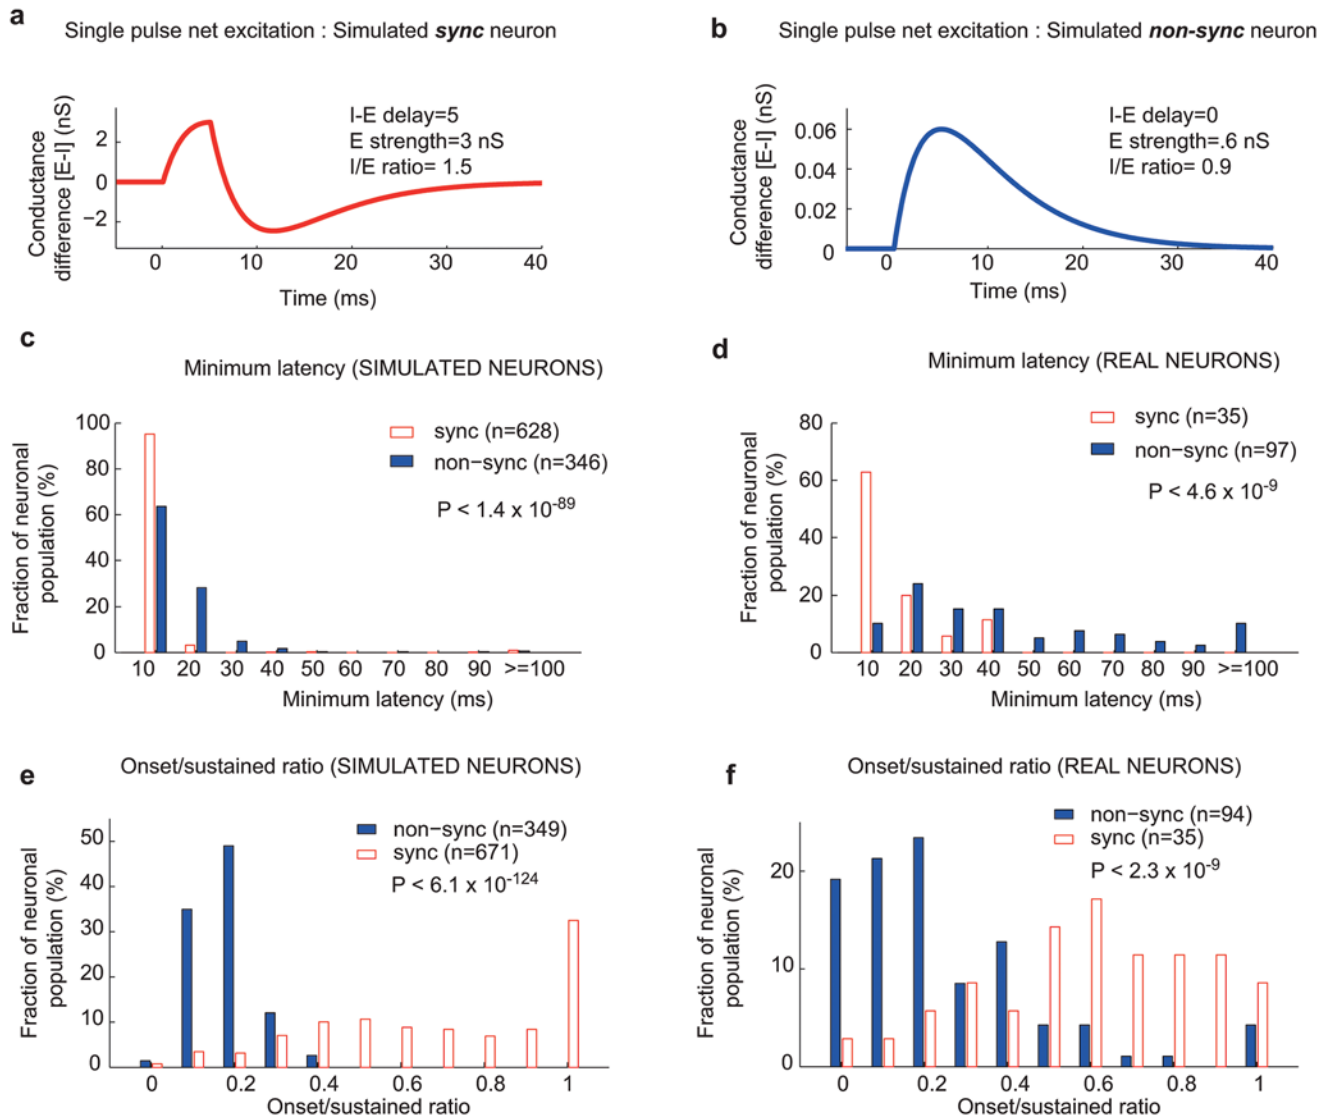 a
Single pulse net excitation : Simulated sync neuron
Conductance
difference [E-I] (nS)
2
0
−2
I-E delay=5
E strength=3 nS
I/E ratio= 1.5
0 10 20 30 40
Time (ms)
b
Single pulse net excitation : Simulated non-sync neuron
Conductance
difference [E-I] (nS)
0.06
0.04
0.02
0
I-E delay=0
E strength=.6 nS
I/E ratio= 0.9
0 10 20 30 40
Time (ms)
c
Minimum latency (SIMULATED NEURONS)
Fraction of neuronal
population (%)
100
80
60
40
20
0
sync (n=628)
non−sync (n=346)
P < 1.4 x 10-89
10 20 30 40 50 60 70 80 90 >=100
Minimum latency (ms)
d
Minimum latency (REAL NEURONS)
Fraction of neuronal
population (%)
80
60
40
20
0
sync (n=35)
non−sync (n=97)
P < 4.6 x 10-9
10 20 30 40 50 60 70 80 90 >=100
Minimum latency (ms)
e
Onset/sustained ratio (SIMULATED NEURONS)
Fraction of neuronal
population (%)
50
40
30
20
10
0
non−sync (n=349)
sync (n=671)
P < 6.1 x 10-124
0 0.2 0.4 0.6 0.8 1
Onset/sustained ratio
f
Onset/sustained ratio (REAL NEURONS)
Fraction of neuronal
population (%)
20
10
0
non−sync (n=94)
sync (n=35)
P < 2.3 x 10-9
0 0.2 0.4 0.6 0.8 1
Onset/sustained ratio